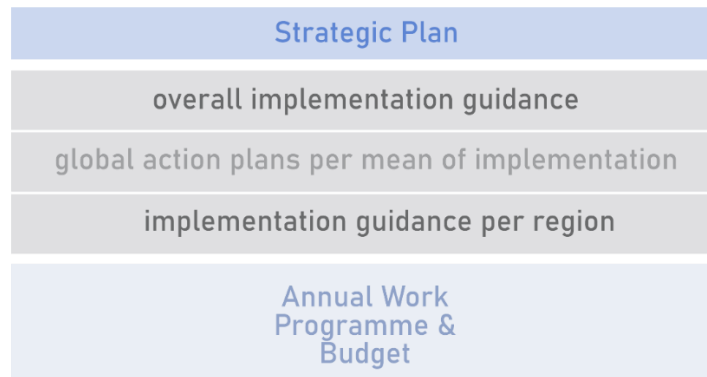 Strategic Plan
overall implementation guidance
global action plans per mean of implementation
implementation guidance per region
Annual Work
Programme &
Budget